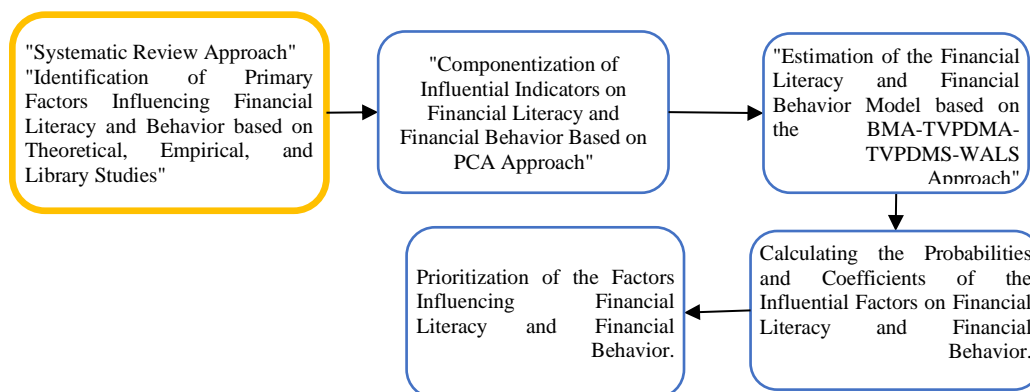 "Systematic Review Approach"
"Identification of Primary
Factors Influencing Financial
Literacy and Behavior based on
Theoretical, Empirical, and
Library Studies"
"Componentization of
Influential Indicators on
Financial Literacy and
Financial Behavior Based on
PCA Approach"
"Estimation of the Financial
Literacy and Financial
Behavior Model based on
the BMA-TVPDMA-
TVPDMS-WALS
Approach"
Calculating the Probabilities
and Coefficients of the
Influential Factors on Financial
Literacy and Financial
Behavior.
Prioritization of the Factors
Influencing Financial
Literacy and Financial
Behavior.